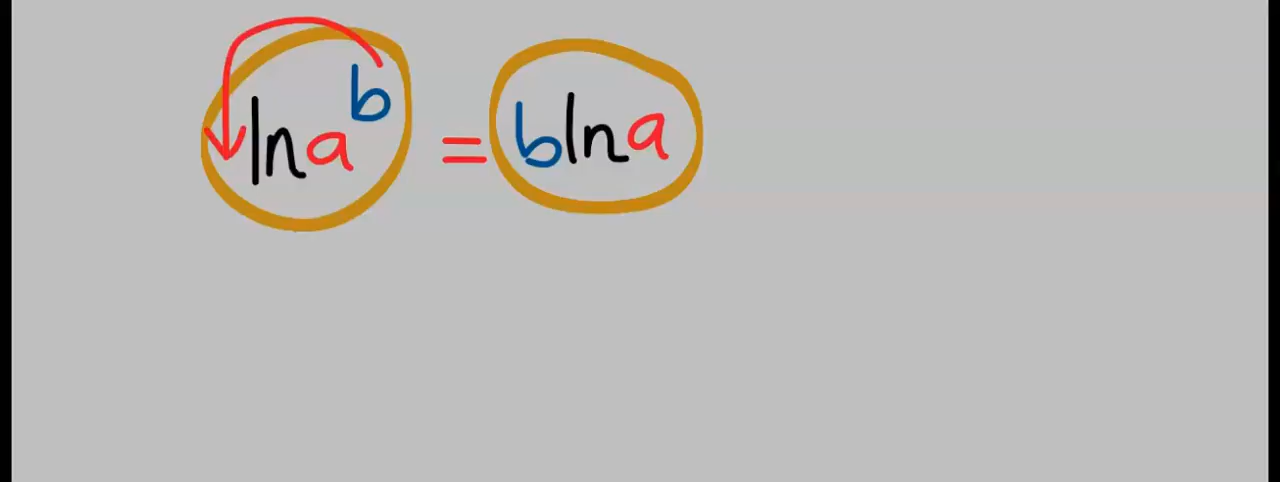 ln a^b = b ln a